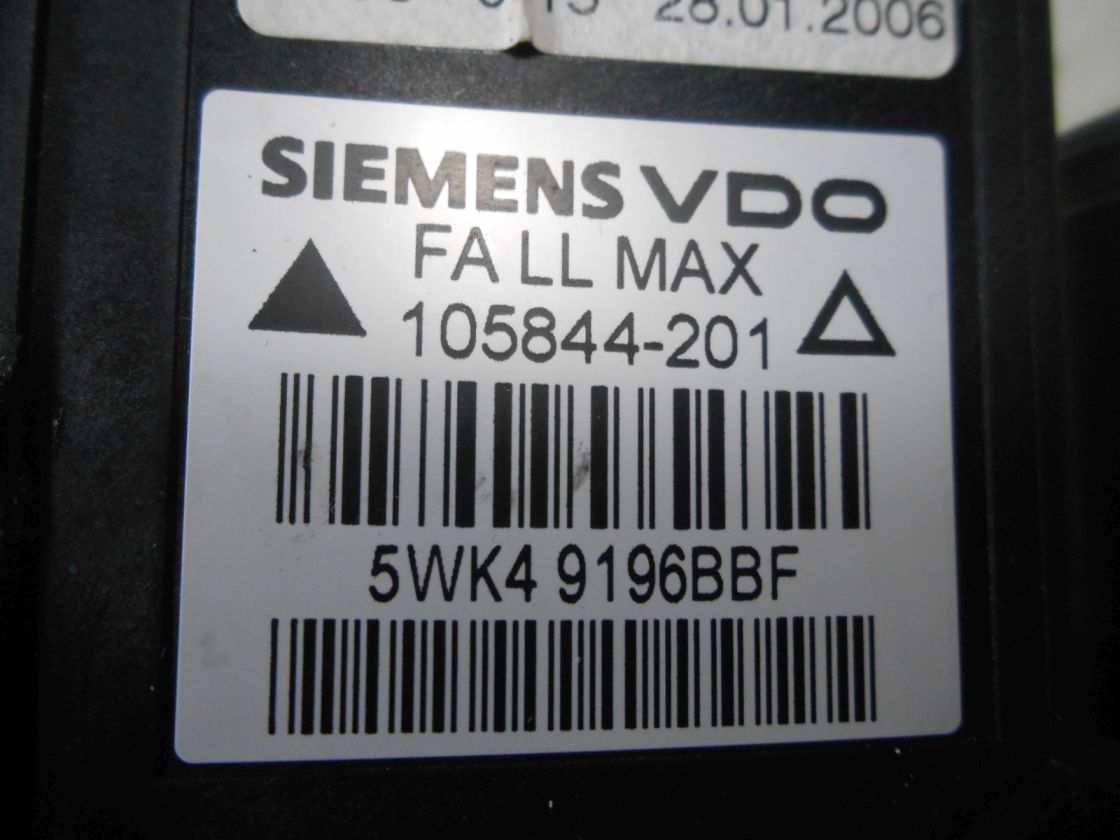 28.01.2006
SIEMENS VDO
FA LL MAX
105844-201
5WK4 9196BBF